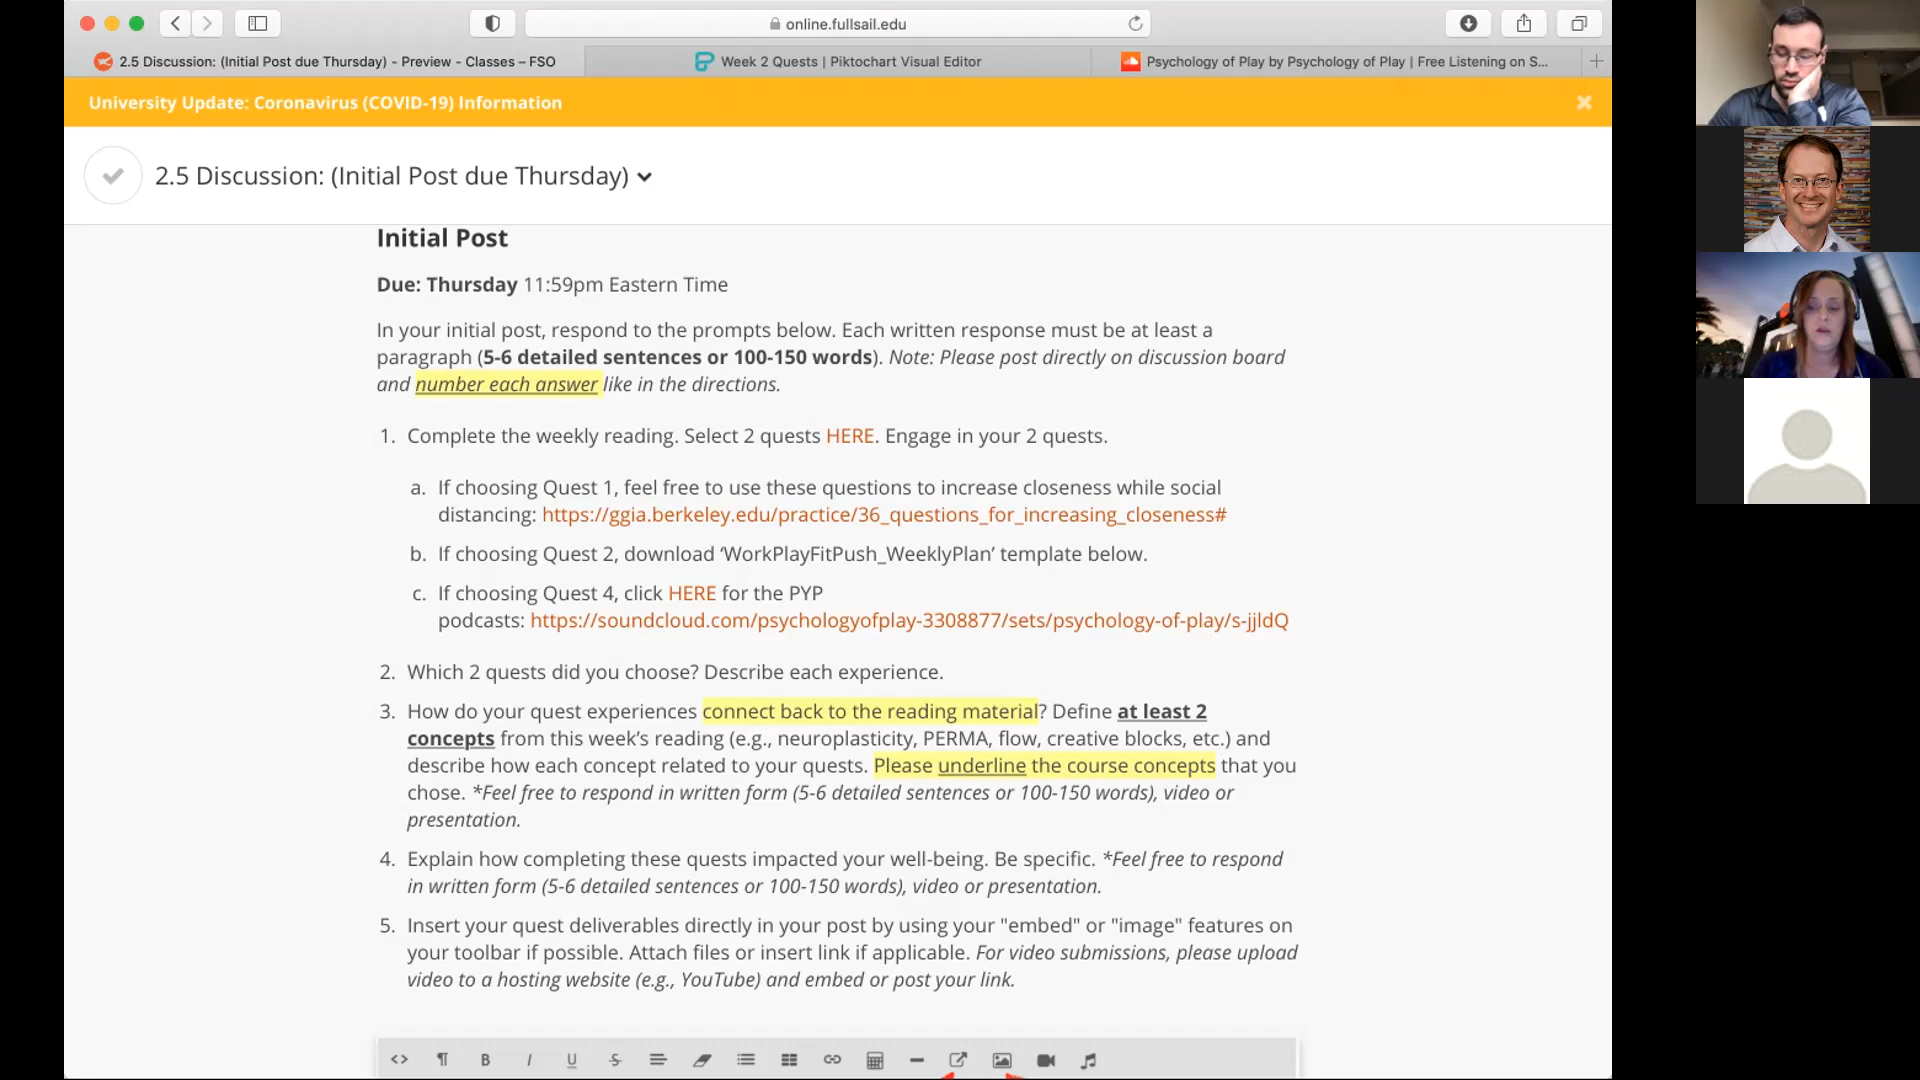 online.fullsail.edu
2.5 Discussion: (Initial Post due Thursday) - Preview - Classes – FSO
Week 2 Quests | Piktochart Visual Editor
Psychology of Play by Psychology of Play | Free Listening on S...
University Update: Coronavirus (COVID-19) Information
2.5 Discussion: (Initial Post due Thursday)
Initial Post
Due: Thursday 11:59pm Eastern Time
In your initial post, respond to the prompts below. Each written response must be at least a
paragraph (5-6 detailed sentences or 100-150 words). Note: Please post directly on discussion board
and number each answer like in the directions.
1. Complete the weekly reading. Select 2 quests HERE. Engage in your 2 quests.
a. If choosing Quest 1, feel free to use these questions to increase closeness while social
distancing: https://ggia.berkeley.edu/practice/36_questions_for_increasing_closeness#
b. If choosing Quest 2, download ‘WorkPlayFitPush_WeeklyPlan’ template below.
c. If choosing Quest 4, click HERE for the PYP
podcasts: https://soundcloud.com/psychologyofplay-3308877/sets/psychology-of-play/s-jjldQ
2. Which 2 quests did you choose? Describe each experience.
3. How do your quest experiences connect back to the reading material? Define at least 2
concepts from this week’s reading (e.g., neuroplasticity, PERMA, flow, creative blocks, etc.) and
describe how each concept related to your quests. Please underline the course concepts that you
chose. *Feel free to respond in written form (5-6 detailed sentences or 100-150 words), video or
presentation.
4. Explain how completing these quests impacted your well-being. Be specific. *Feel free to respond
in written form (5-6 detailed sentences or 100-150 words), video or presentation.
5. Insert your quest deliverables directly in your post by using your "embed" or "image" features on
your toolbar if possible. Attach files or insert link if applicable. For video submissions, please upload
video to a hosting website (e.g., YouTube) and embed or post your link.